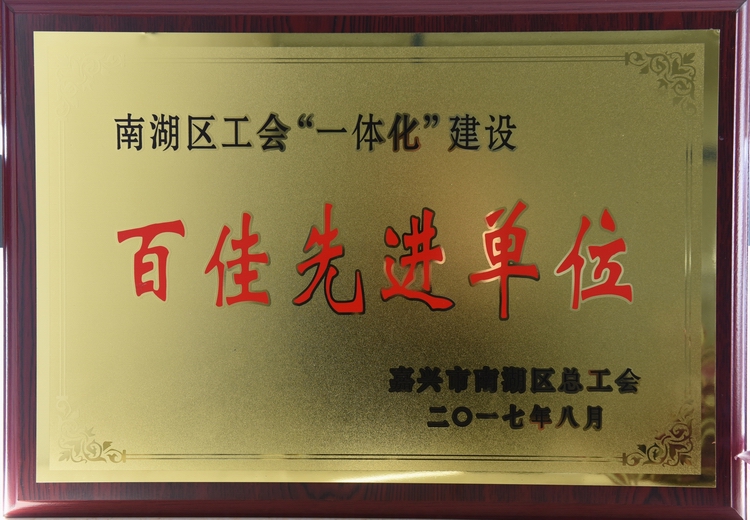 南湖区工会“一体化”建设
百佳先进单位
嘉兴市南湖区总工会
二〇一七年八月